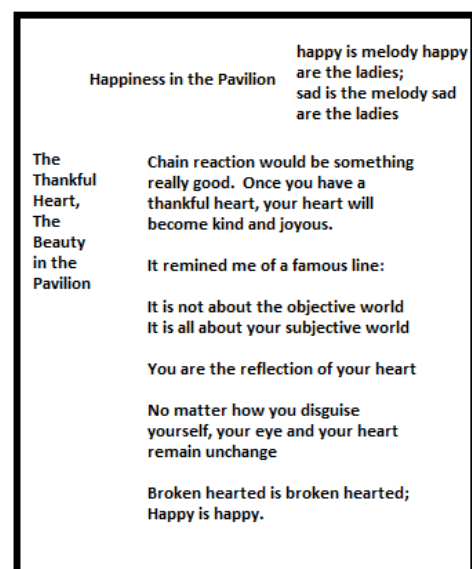 Happiness in the Pavilion
happy is melody happy
are the ladies;
sad is the melody sad
are the ladies
The
Thankful
Heart,
The
Beauty
in the
Pavilion
Chain reaction would be something
really good. Once you have a
thankful heart, your heart will
become kind and joyous.
It remined me of a famous line:
It is not about the objective world
It is all about your subjective world
You are the reflection of your heart
No matter how you disguise
yourself, your eye and your heart
remain unchange
Broken hearted is broken hearted;
Happy is happy.